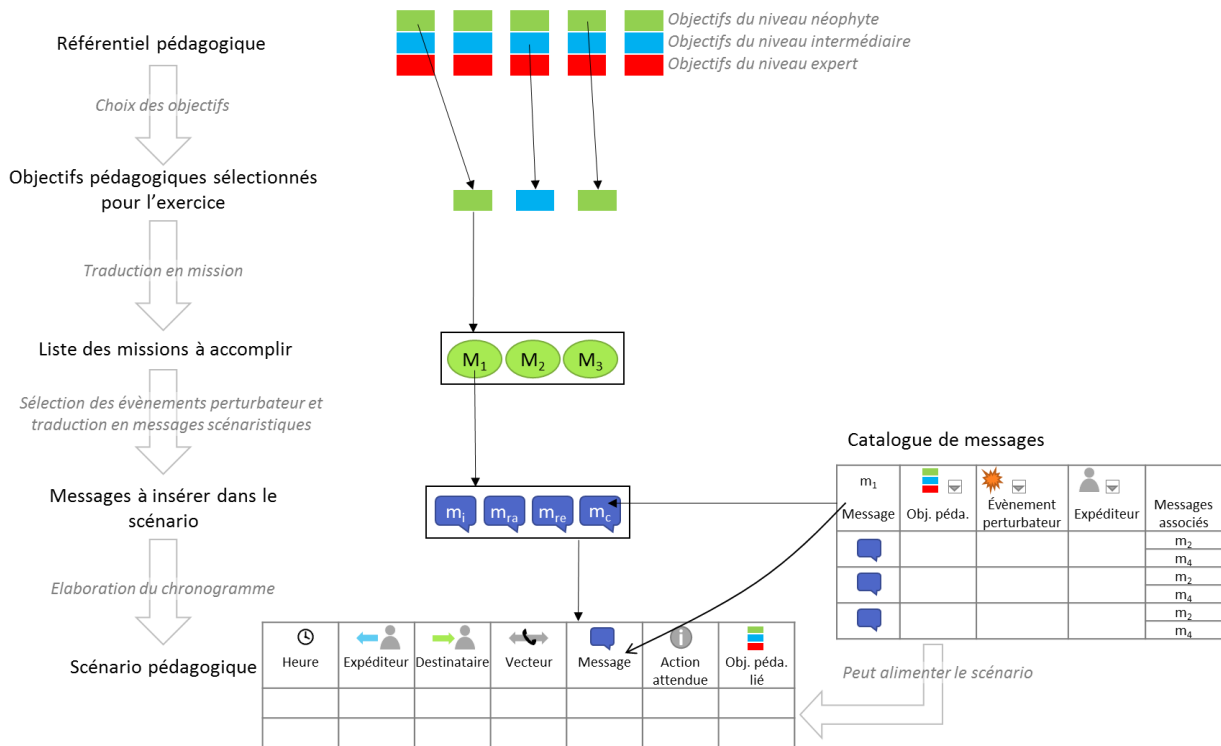 Objectifs du niveau néophyte
Référentiel pédagogique
Objectifs du niveau intermédiaire
Objectifs du niveau expert
Choix des objectifs
Objectifs pédagogiques sélectionnés
pour l'exercice
Traduction en mission
Liste des missions à accomplir
M1
M2
M3
Sélection des évènements perturbateur et
traduction en messages scénaristiques
Catalogue de messages
Messages à insérer dans le
scénario
mi
mra
mre
mc
m1
Message
Obj. péda.
Évènement
perturbateur
Expéditeur
Messages
associés
m2
m4
m2
m4
m2
m4
Elaboration du chronogramme
Scénario pédagogique
Heure
Expéditeur
Destinataire
Vecteur
Message
Action
attendue
Obj. péda.
lié
Peut alimenter le scénario